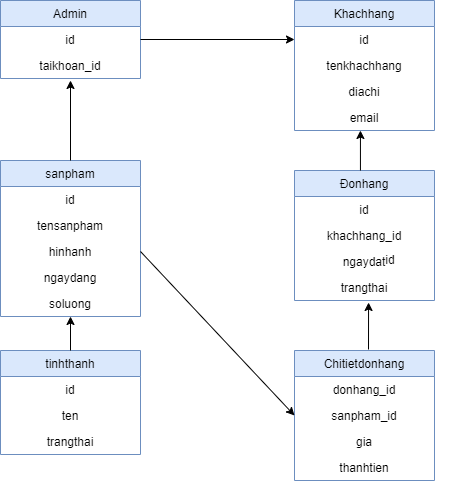 Admin
id
taikhoan_id
Khachhang
id
tenkhachhang
diachi
email
sanpham
id
tensanpham
hinhanh
ngaydang
soluong
Đonhang
id
khachhang_id
ngaydatid
trangthai
tinhthanh
id
ten
trangthai
Chitietdonhang
donhang_id
sanpham_id
gia
thanhtien